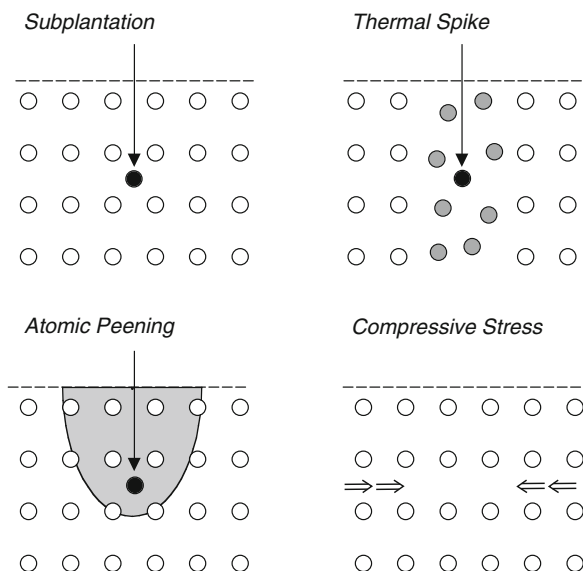 Subplantation
Thermal Spike
Atomic Peening
Compressive Stress